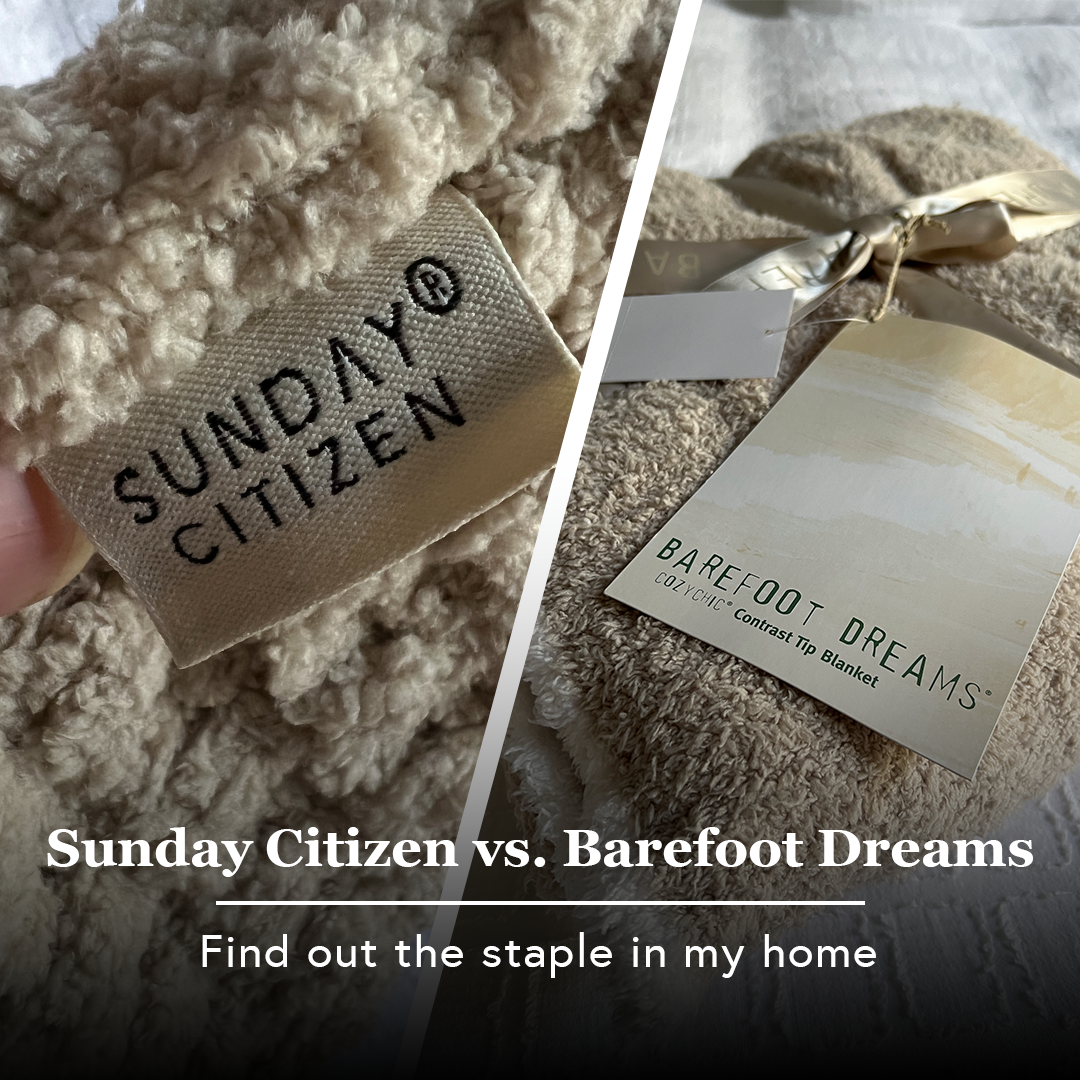 SUNDAY®
CITIZEN
BA
BAREFOOT DREAMS®
COZYCHIC® Contrast Tip Blanket
Sunday Citizen vs. Barefoot Dreams
Find out the staple in my home